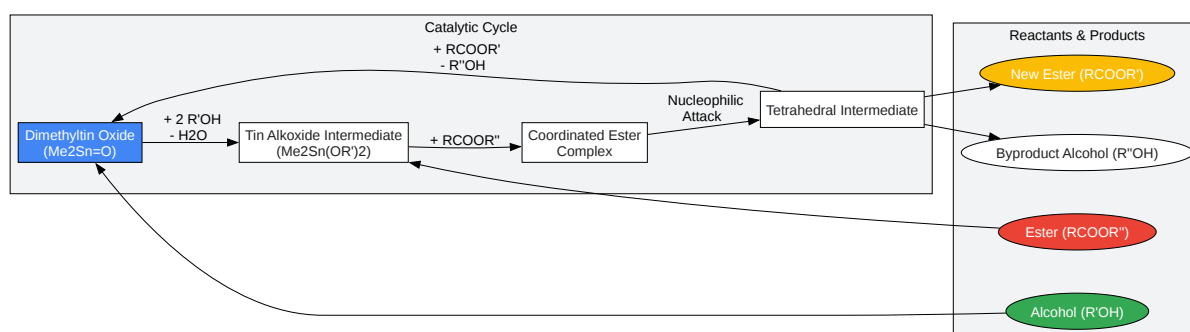 Catalytic Cycle
Reactants & Products
+ RCOOR'
- R''OH
New Ester (RCOOR')
Nucleophilic
Attack
Tetrahedral Intermediate
+ 2 R'OH
- H2O
Dimethyltin Oxide
(Me2Sn=O)
Tin Alkoxide Intermediate
(Me2Sn(OR')2)
+ RCOOR''
Coordinated Ester
Complex
Byproduct Alcohol (R''OH)
Ester (RCOOR'')
Alcohol (R'OH)